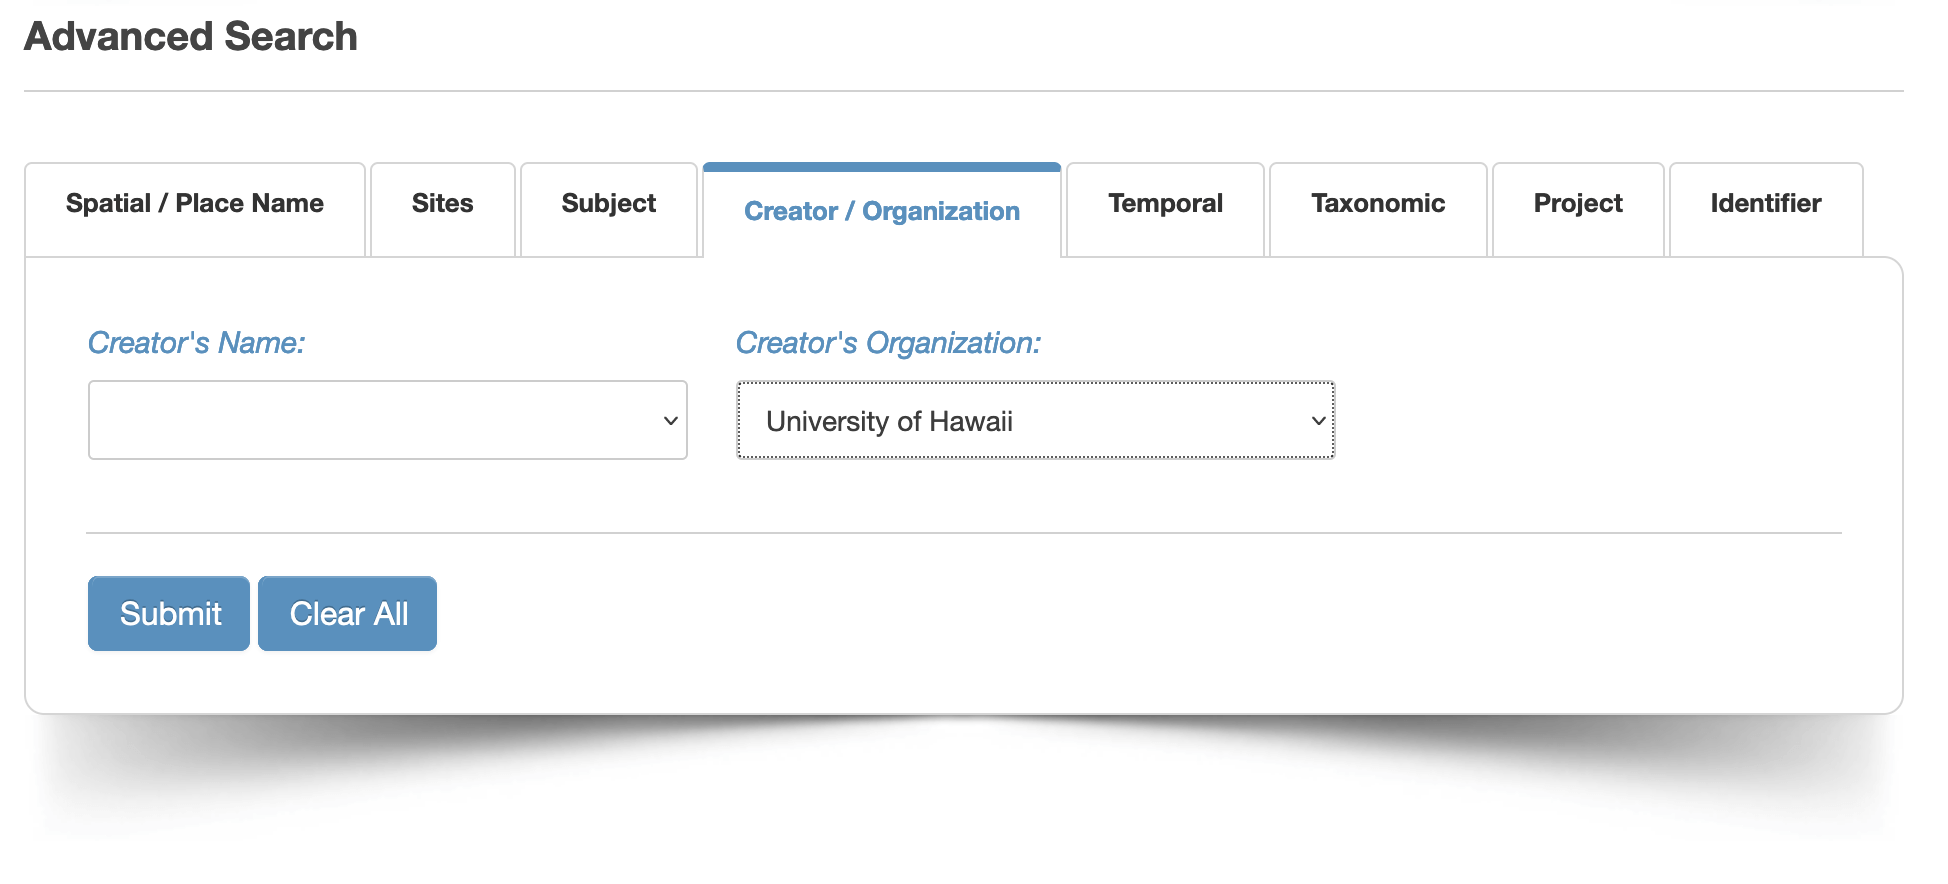 Advanced Search
Spatial / Place Name Sites Subject Creator / Organization Temporal Taxonomic Project Identifier
Creator's Name: Creator's Organization:
University of Hawaii
Submit Clear All